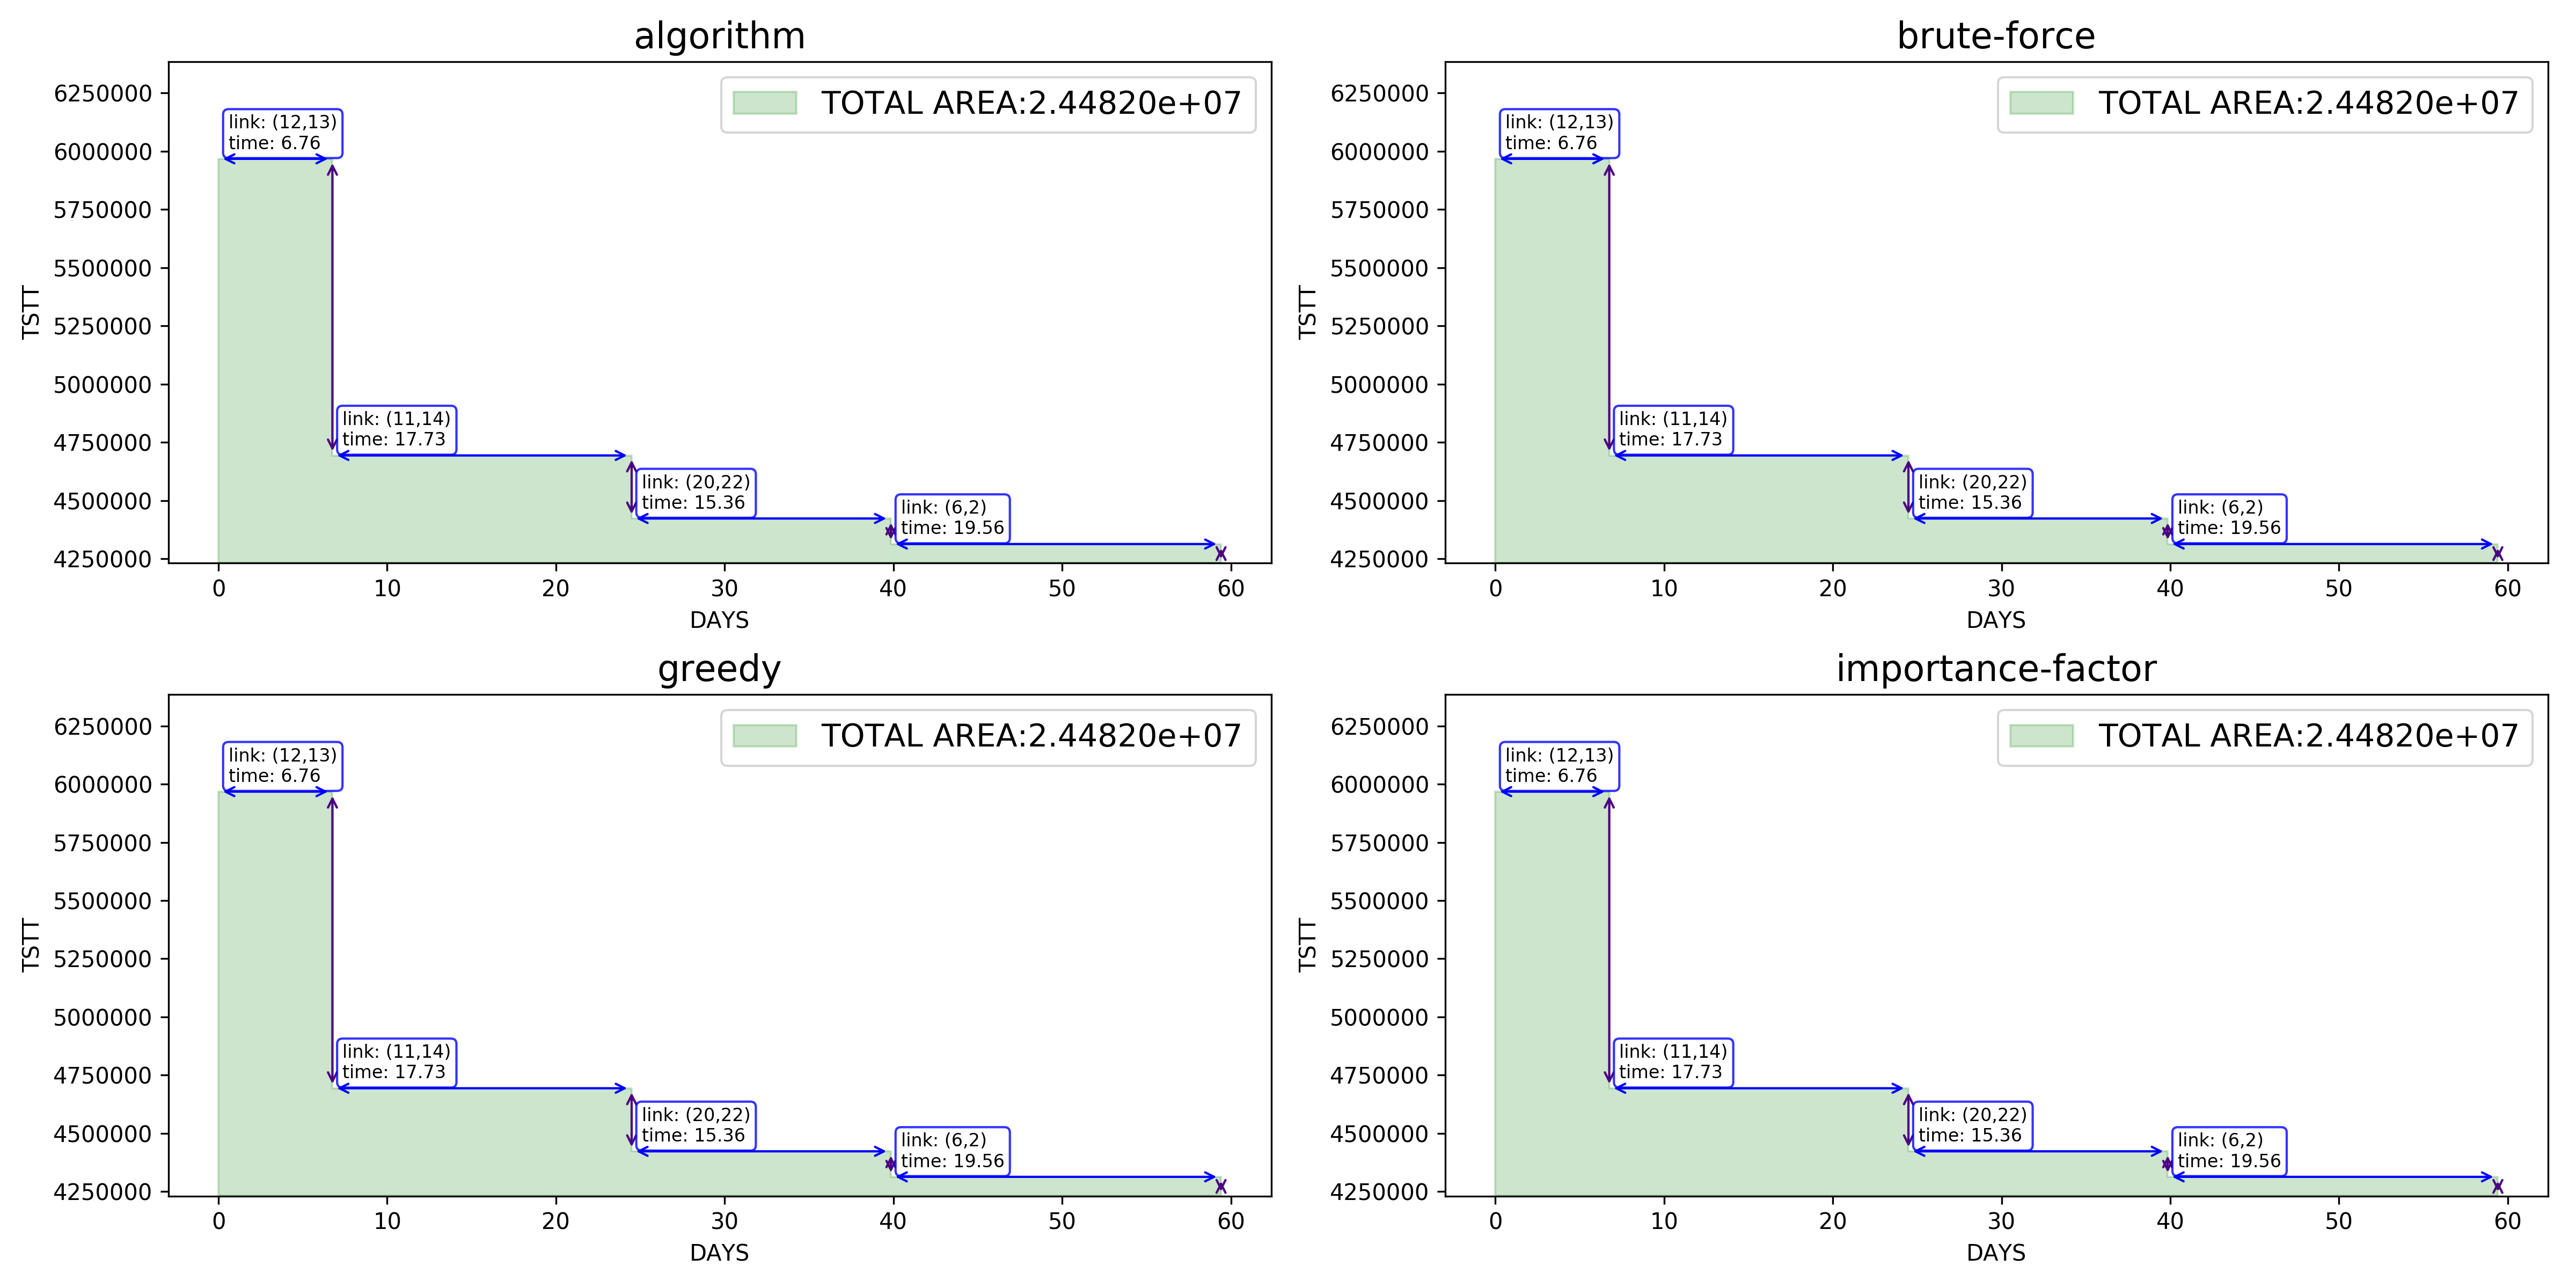 algorithm
TOTAL AREA:2.44820e+07
6250000
6000000
5750000
5500000
5250000
5000000
4750000
4500000
4250000
TSTT
link: (12,13)
time: 6.76
link: (11,14)
time: 17.73
link: (20,22)
time: 15.36
link: (6,2)
time: 19.56
0 10 20 30 40 50 60
DAYS
brute-force
TOTAL AREA:2.44820e+07
6250000
6000000
5750000
5500000
5250000
5000000
4750000
4500000
4250000
TSTT
link: (12,13)
time: 6.76
link: (11,14)
time: 17.73
link: (20,22)
time: 15.36
link: (6,2)
time: 19.56
0 10 20 30 40 50 60
DAYS
greedy
TOTAL AREA:2.44820e+07
6250000
6000000
5750000
5500000
5250000
5000000
4750000
4500000
4250000
TSTT
link: (12,13)
time: 6.76
link: (11,14)
time: 17.73
link: (20,22)
time: 15.36
link: (6,2)
time: 19.56
0 10 20 30 40 50 60
DAYS
importance-factor
TOTAL AREA:2.44820e+07
6250000
6000000
5750000
5500000
5250000
5000000
4750000
4500000
4250000
TSTT
link: (12,13)
time: 6.76
link: (11,14)
time: 17.73
link: (20,22)
time: 15.36
link: (6,2)
time: 19.56
0 10 20 30 40 50 60
DAYS